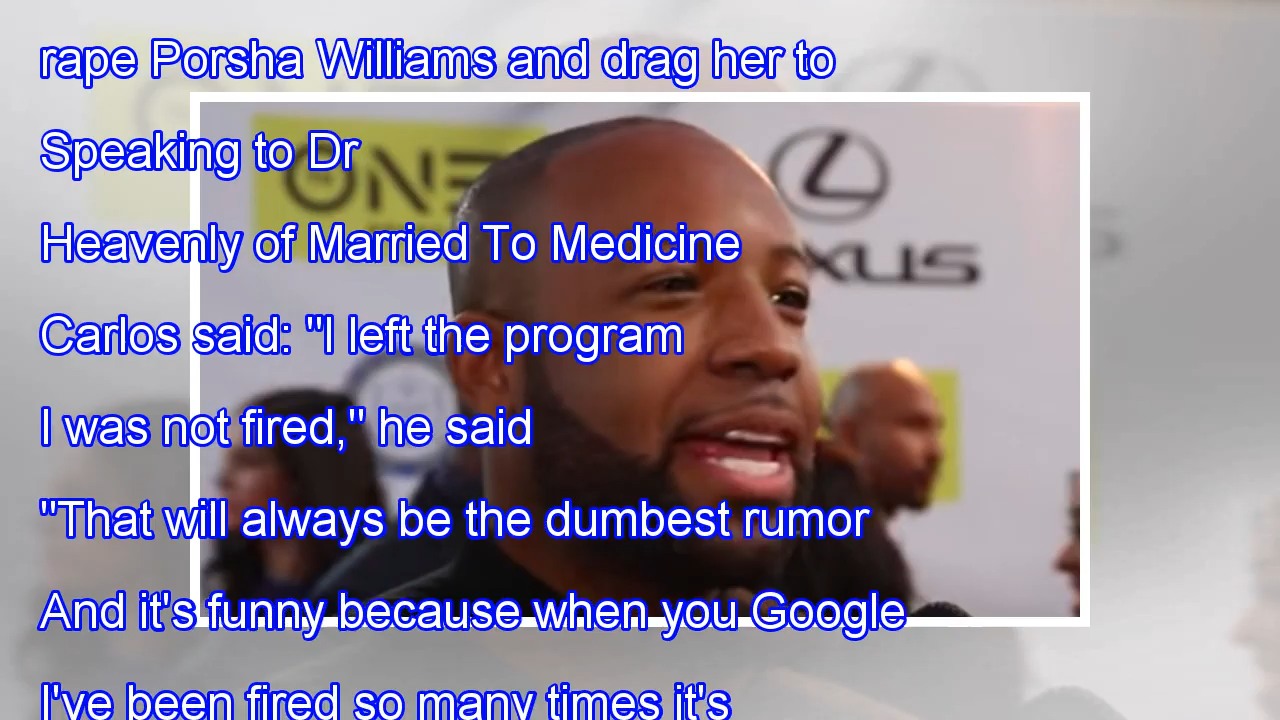 rape Porsha Williams and drag her to
Speaking to Dr
ONE
LEXUS
Heavenly of Married To Medicine
Carlos said: "I left the program
I was not fired," he said
"That will always be the dumbest rumor
And it's funny because when you Google
I've been fired so many times it's